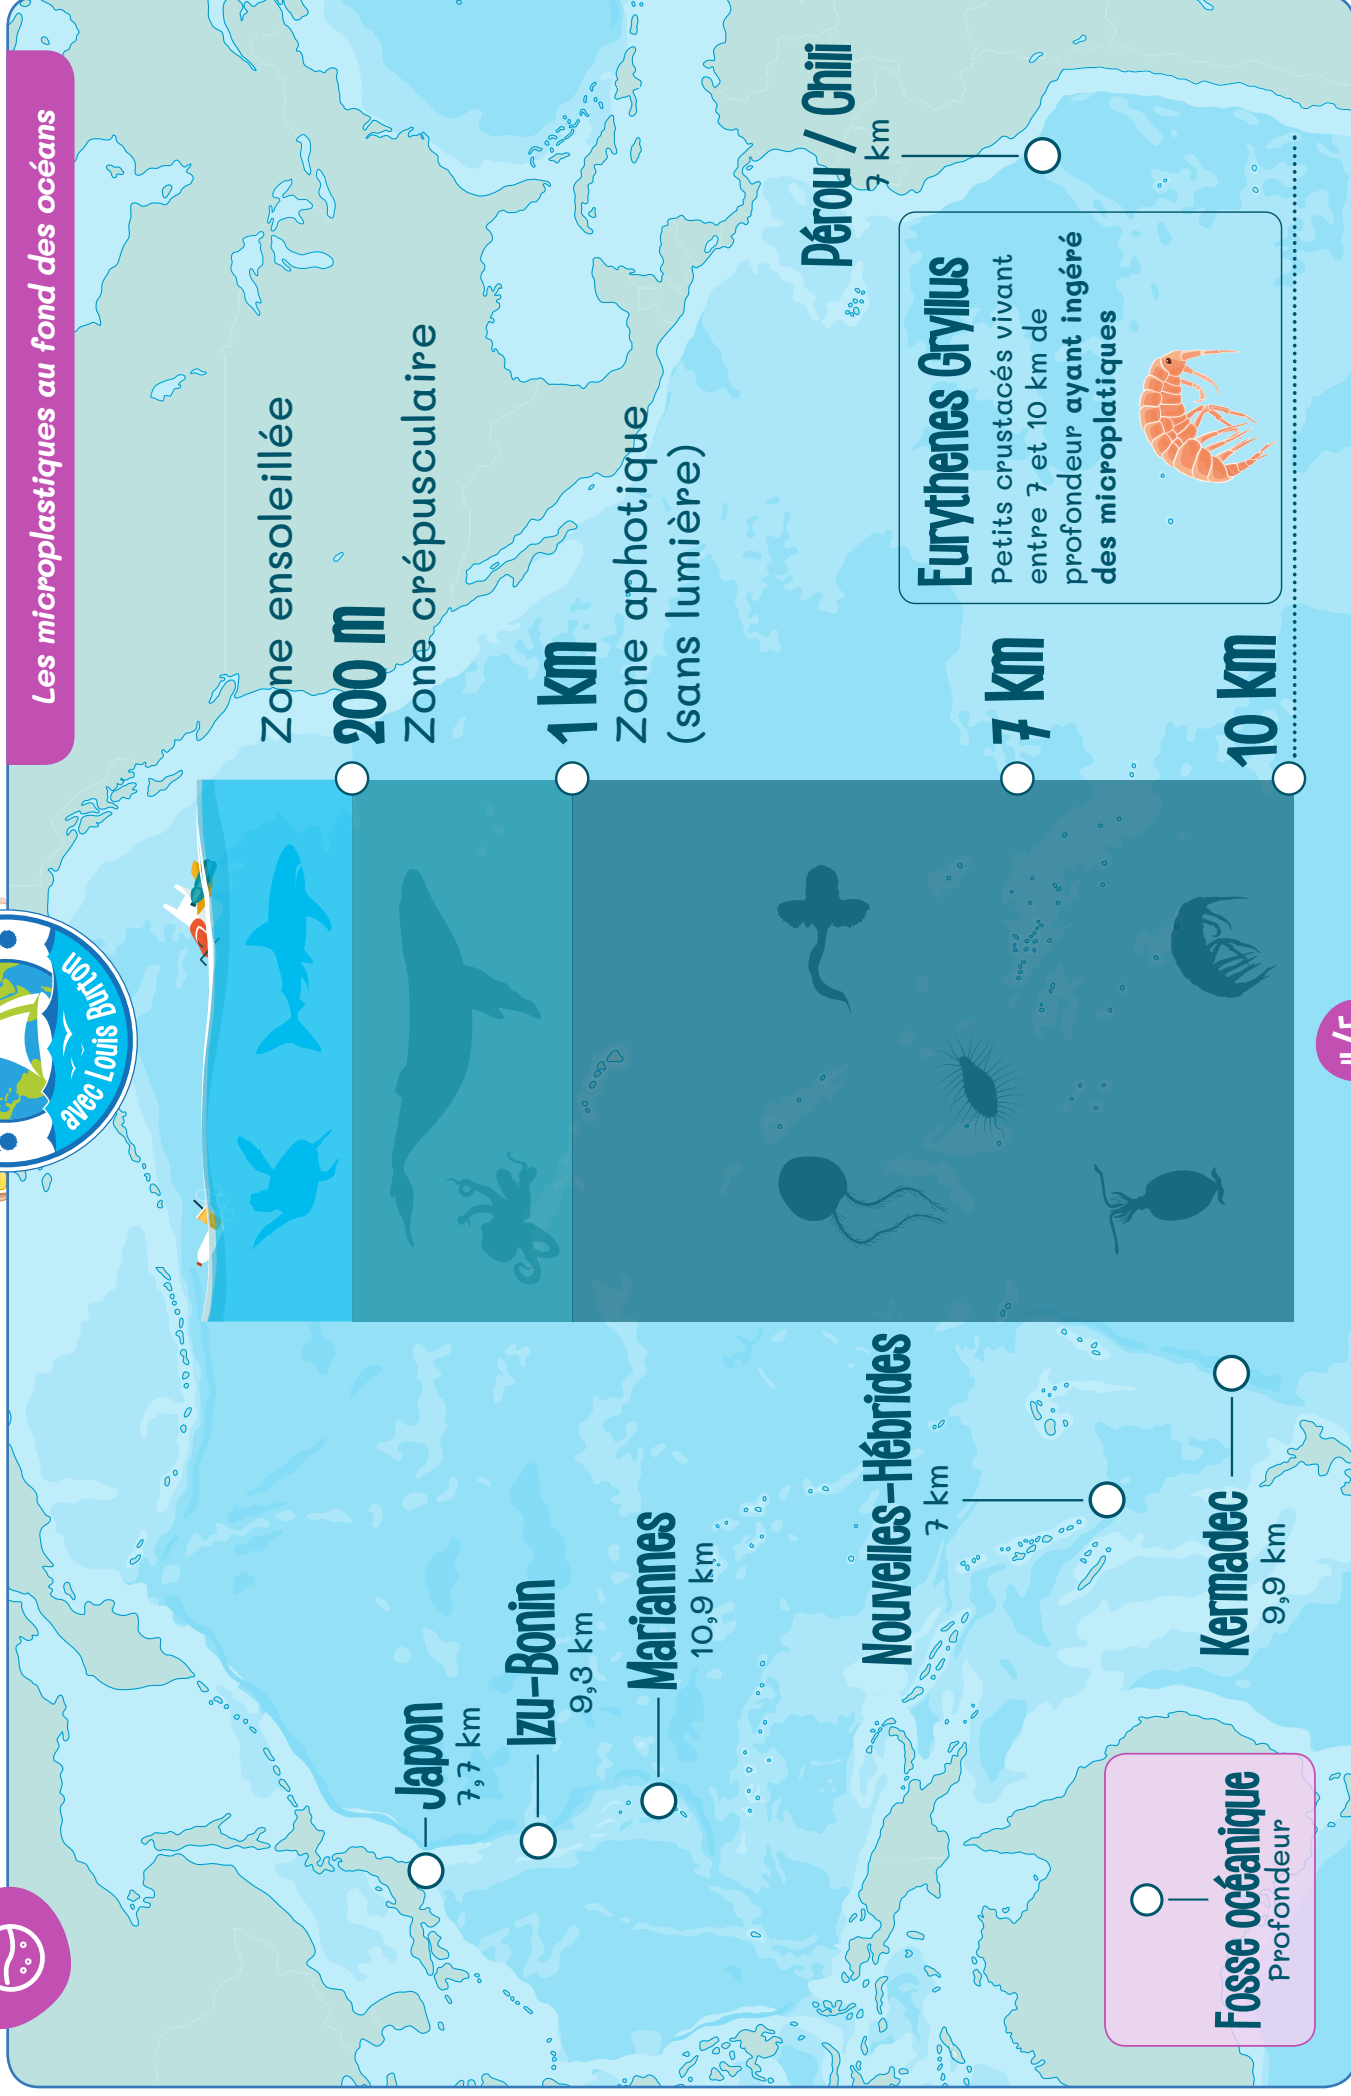 Les microplastiques au fond des océans
avec Louis Burton
Zone ensoleillée
200 m
Zone crépusculaire
1 km
Zone aphotique
(sans lumière)
7 km
10 km
Pérou / Chili
7 km
Eurythenes Gryllus
Petits crustacés vivant
entre 7 et 10 km de
profondeur ayant ingéré
des microplatiques
Japon
7,7 km
Izu-Bonin
9,3 km
Mariannes
10,9 km
Nouvelles-Hébrides
7 km
Kermadec
9,9 km
Fosse océanique
Profondeur